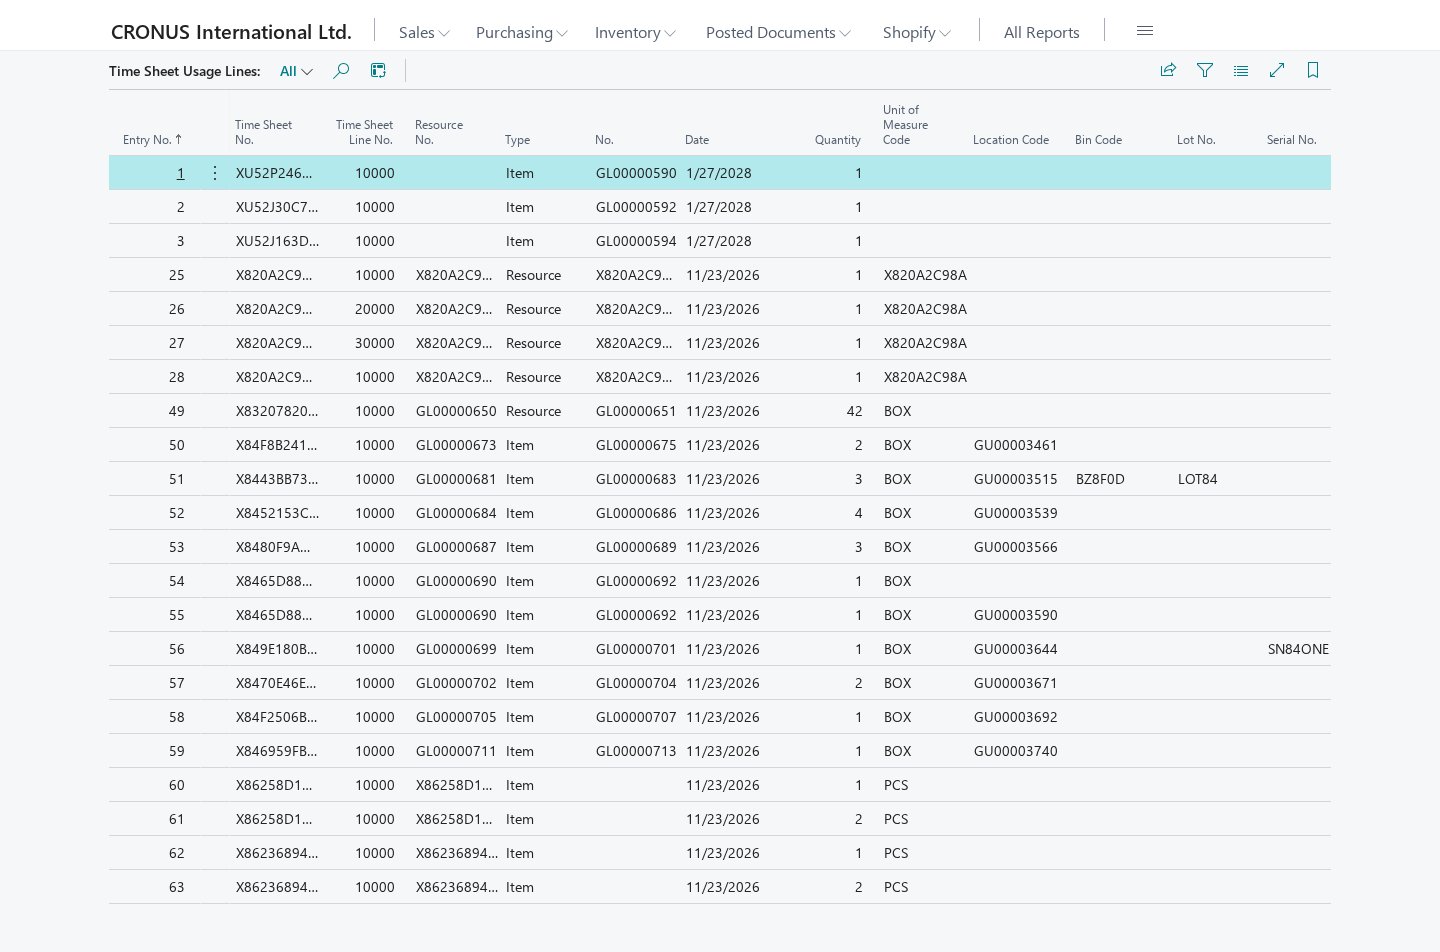 CRONUS International Ltd. Sales Purchasing Inventory Posted Documents Shopify All Reports
Time Sheet Usage Lines: All
Entry No. ↑ Time Sheet No. Time Sheet Line No. Resource No. Type No. Date Quantity Unit of Measure Code Location Code Bin Code Lot No. Serial No.
1 XU52P246... 10000 Item GL00000590 1/27/2028 1
2 XU52J30C7... 10000 Item GL00000592 1/27/2028 1
3 XU52J163D... 10000 Item GL00000594 1/27/2028 1
25 X820A2C9... 10000 X820A2C9... Resource X820A2C9... 11/23/2026 1 X820A2C98A
26 X820A2C9... 20000 X820A2C9... Resource X820A2C9... 11/23/2026 1 X820A2C98A
27 X820A2C9... 30000 X820A2C9... Resource X820A2C9... 11/23/2026 1 X820A2C98A
28 X820A2C9... 10000 X820A2C9... Resource X820A2C9... 11/23/2026 1 X820A2C98A
49 X83207820... 10000 GL00000650 Resource GL00000651 11/23/2026 42 BOX
50 X84F8B241... 10000 GL00000673 Item GL00000675 11/23/2026 2 BOX GU00003461
51 X8443BB73... 10000 GL00000681 Item GL00000683 11/23/2026 3 BOX GU00003515 BZ8F0D LOT84
52 X8452153C... 10000 GL00000684 Item GL00000686 11/23/2026 4 BOX GU00003539
53 X8480F9A... 10000 GL00000687 Item GL00000689 11/23/2026 3 BOX GU00003566
54 X8465D88... 10000 GL00000690 Item GL00000692 11/23/2026 1 BOX
55 X8465D88... 10000 GL00000690 Item GL00000692 11/23/2026 1 BOX GU00003590
56 X849E180B... 10000 GL00000699 Item GL00000701 11/23/2026 1 BOX GU00003644 SN84ONE
57 X8470E46E... 10000 GL00000702 Item GL00000704 11/23/2026 2 BOX GU00003671
58 X84F2506B... 10000 GL00000705 Item GL00000707 11/23/2026 1 BOX GU00003692
59 X846959FB... 10000 GL00000711 Item GL00000713 11/23/2026 1 BOX GU00003740
60 X86258D1... 10000 X86258D1... Item 11/23/2026 1 PCS
61 X86258D1... 10000 X86258D1... Item 11/23/2026 2 PCS
62 X86236894... 10000 X86236894... Item 11/23/2026 1 PCS
63 X86236894... 10000 X86236894... Item 11/23/2026 2 PCS